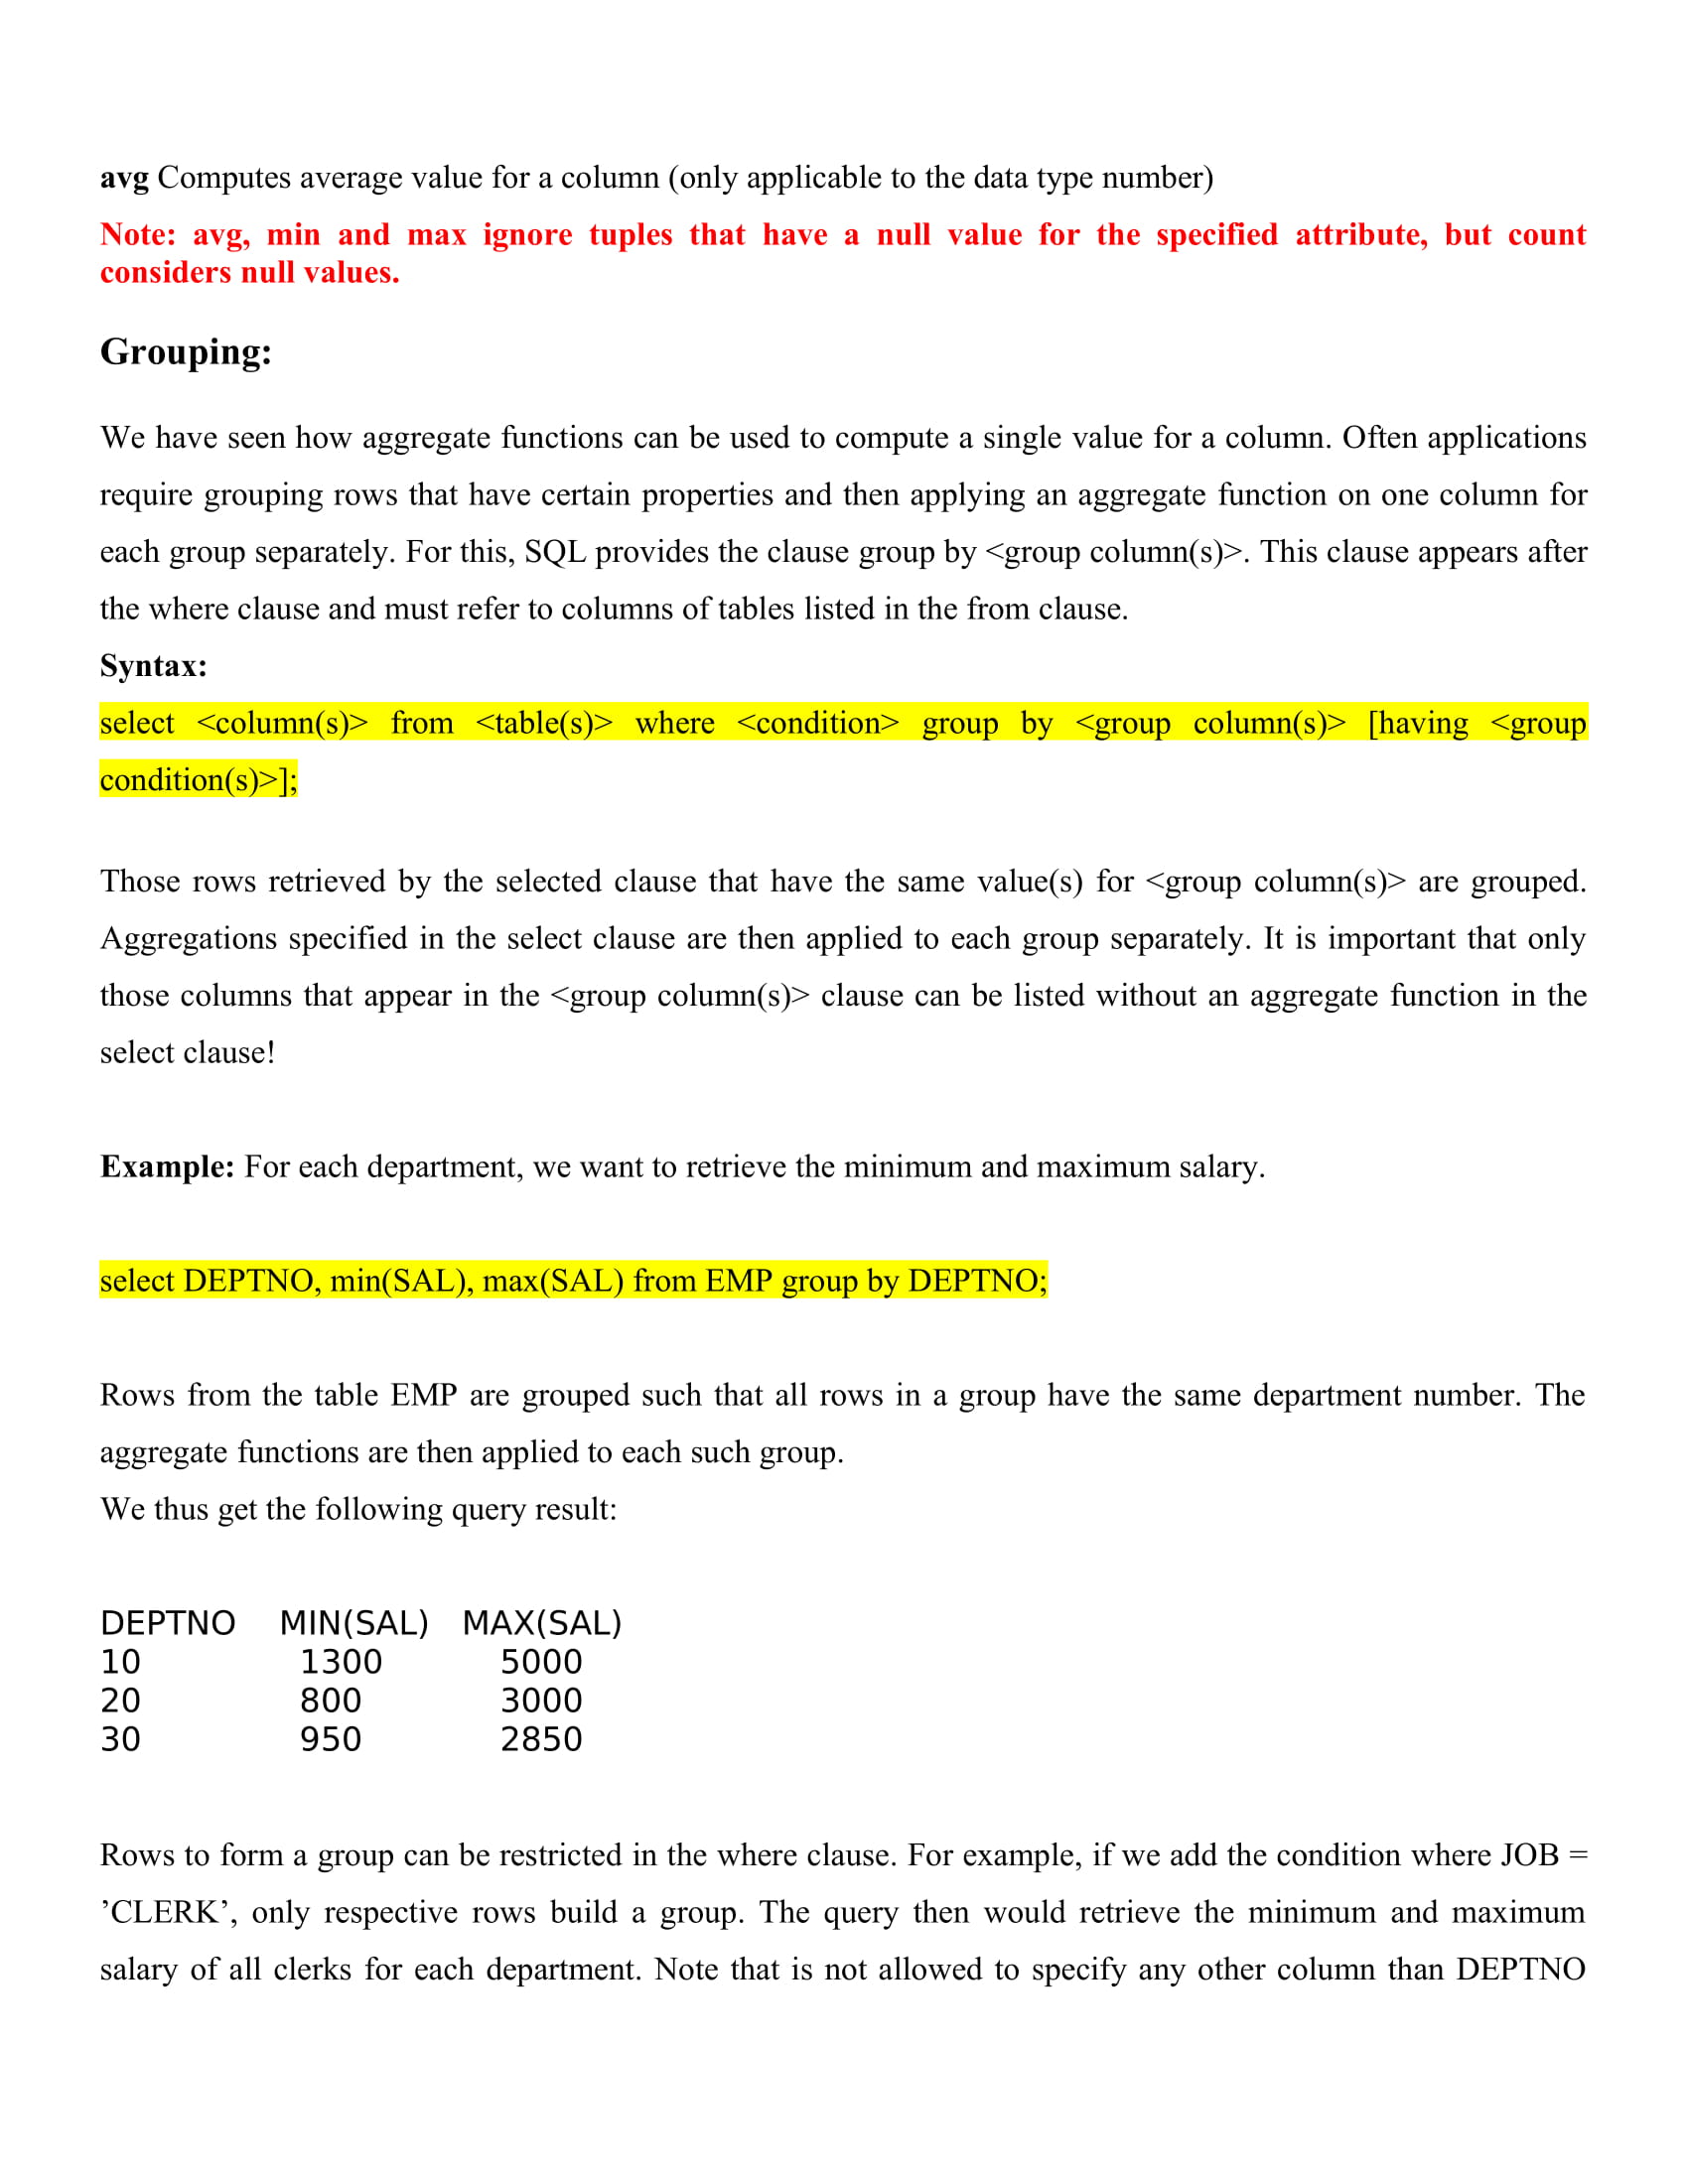 avg Computes average value for a column (only applicable to the data type number)
Note: avg, min and max ignore tuples that have a null value for the specified attribute, but count
considers null values.
Grouping:
We have seen how aggregate functions can be used to compute a single value for a column. Often applications
require grouping rows that have certain properties and then applying an aggregate function on one column for
each group separately. For this, SQL provides the clause group by <group column(s)>. This clause appears after
the where clause and must refer to columns of tables listed in the from clause.
Syntax:
select <column(s)> from <table(s)> where <condition> group by <group column(s)> [having <group
condition(s)>];
Those rows retrieved by the selected clause that have the same value(s) for <group column(s)> are grouped.
Aggregations specified in the select clause are then applied to each group separately. It is important that only
those columns that appear in the <group column(s)> clause can be listed without an aggregate function in the
select clause!
Example: For each department, we want to retrieve the minimum and maximum salary.
select DEPTNO, min(SAL), max(SAL) from EMP group by DEPTNO;
Rows from the table EMP are grouped such that all rows in a group have the same department number. The
aggregate functions are then applied to each such group.
We thus get the following query result:
DEPTNO MIN(SAL) MAX(SAL)
10 1300 5000
20 800 3000
30 950 2850
Rows to form a group can be restricted in the where clause. For example, if we add the condition where JOB =
’CLERK’, only respective rows build a group. The query then would retrieve the minimum and maximum
salary of all clerks for each department. Note that is not allowed to specify any other column than DEPTNO